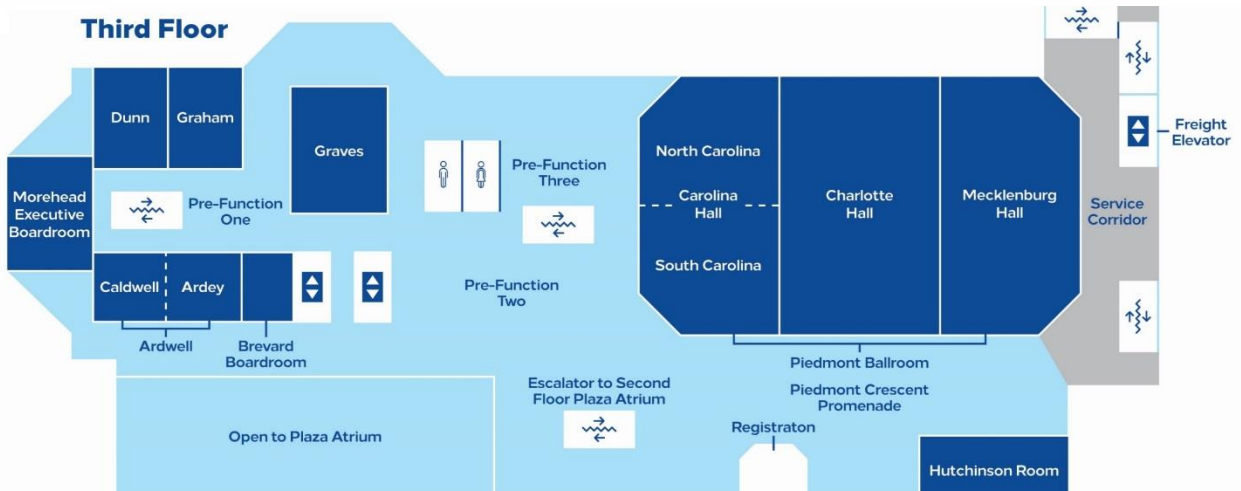 Third Floor
Dunn
Graham
Graves
Morehead
Executive
Boardroom
Pre-Function
One
Pre-Function
Three
Pre-Function
Two
Caldwell
Ardey
Ardwell
Brevard
Boardroom
North Carolina
Carolina
Hall
South Carolina
Charlotte
Hall
Mecklenburg
Hall
Freight
Elevator
Service
Corridor
Piedmont Ballroom
Piedmont Crescent
Promenade
Escalator to Second
Floor Plaza Atrium
Open to Plaza Atrium
Registraton
Hutchinson Room